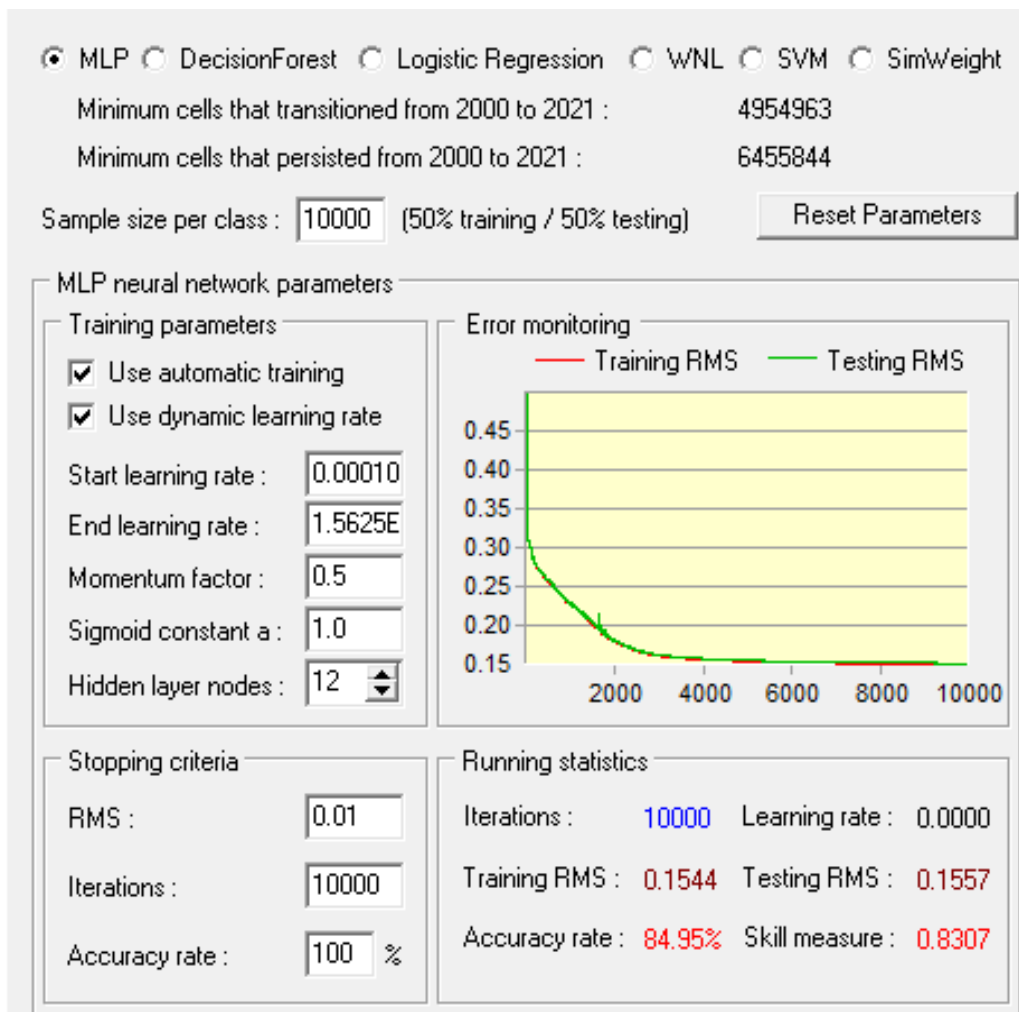 MLP DecisionForest Logistic Regression WNL SVM SimWeight
Minimum cells that transitioned from 2000 to 2021 : 4954963
Minimum cells that persisted from 2000 to 2021 : 6455844
Sample size per class : 10000 (50% training / 50% testing) Reset Parameters
MLP neural network parameters
Training parameters
Use automatic training
Use dynamic learning rate
Start learning rate : 0.00010
End learning rate : 1.5625E
Momentum factor : 0.5
Sigmoid constant a : 1.0
Hidden layer nodes : 12
Error monitoring
Training RMS Testing RMS
0.45
0.40
0.35
0.30
0.25
0.20
0.15
2000 4000 6000 8000 10000
Stopping criteria
RMS : 0.01
Iterations : 10000
Accuracy rate : 100 %
Running statistics
Iterations : 10000 Learning rate : 0.0000
Training RMS : 0.1544 Testing RMS : 0.1557
Accuracy rate : 84.95% Skill measure : 0.8307